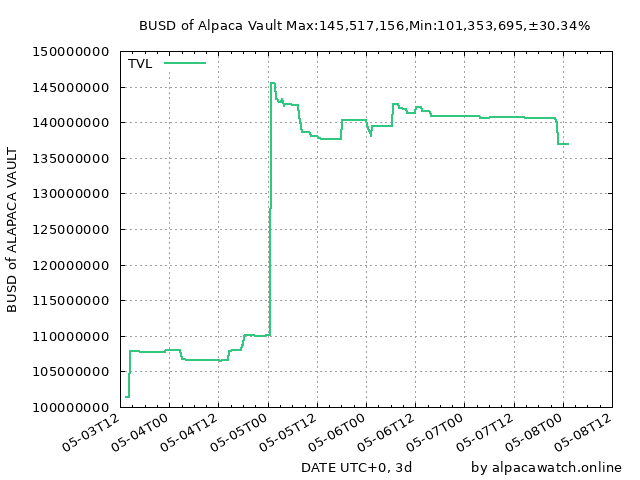 BUSD of Alpaca Vault Max:145,517,156,Min:101,353,695,±30.34%
TVL
150000000
145000000
140000000
135000000
130000000
125000000
120000000
115000000
110000000
105000000
100000000
BUSD of ALAPACA VAULT
05-03T12
05-04T00
05-04T12
05-05T00
05-05T12
05-06T00
05-06T12
05-07T00
05-07T12
05-08T00
05-08T12
DATE UTC+0, 3d
by alpacawatch.online